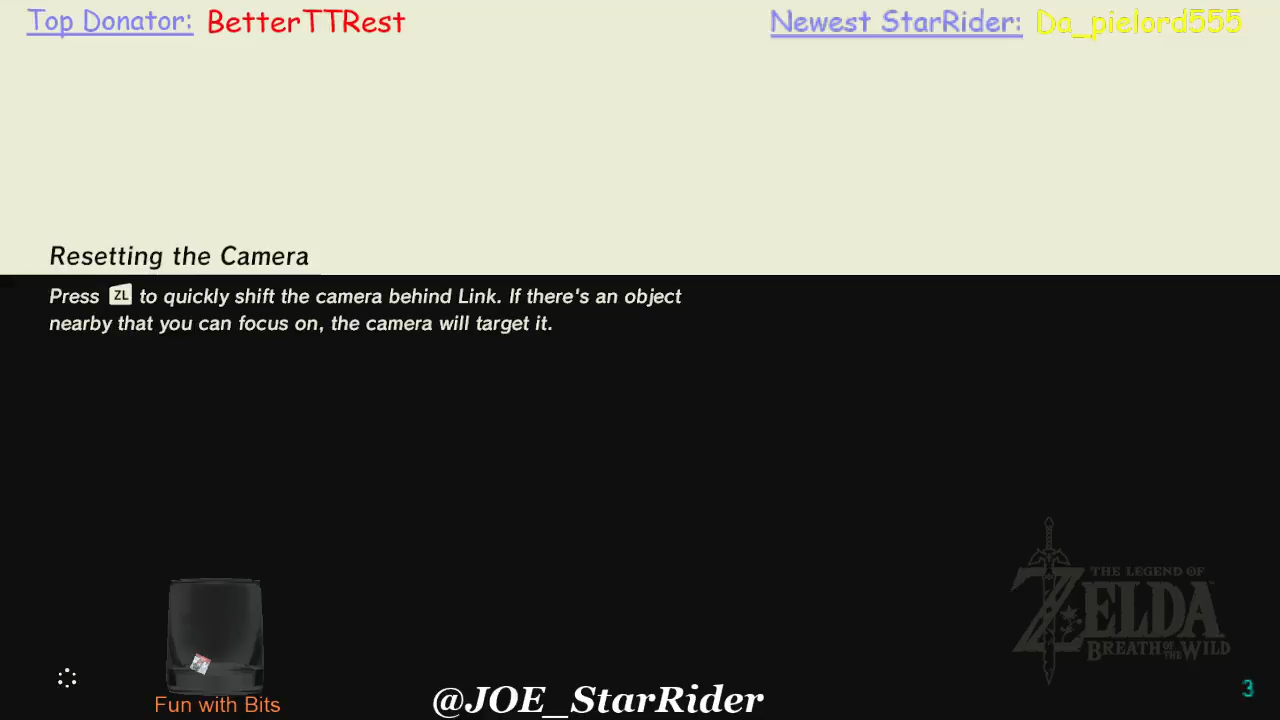 Top Donator: BetterTTRest
Newest StarRider: Da_pielord555
Resetting the Camera
Press ZL to quickly shift the camera behind Link. If there's an object
nearby that you can focus on, the camera will target it.
THE LEGEND OF
ZELDA
BREATH OF THE WILD
3
Fun with Bits
@JOE_StarRider